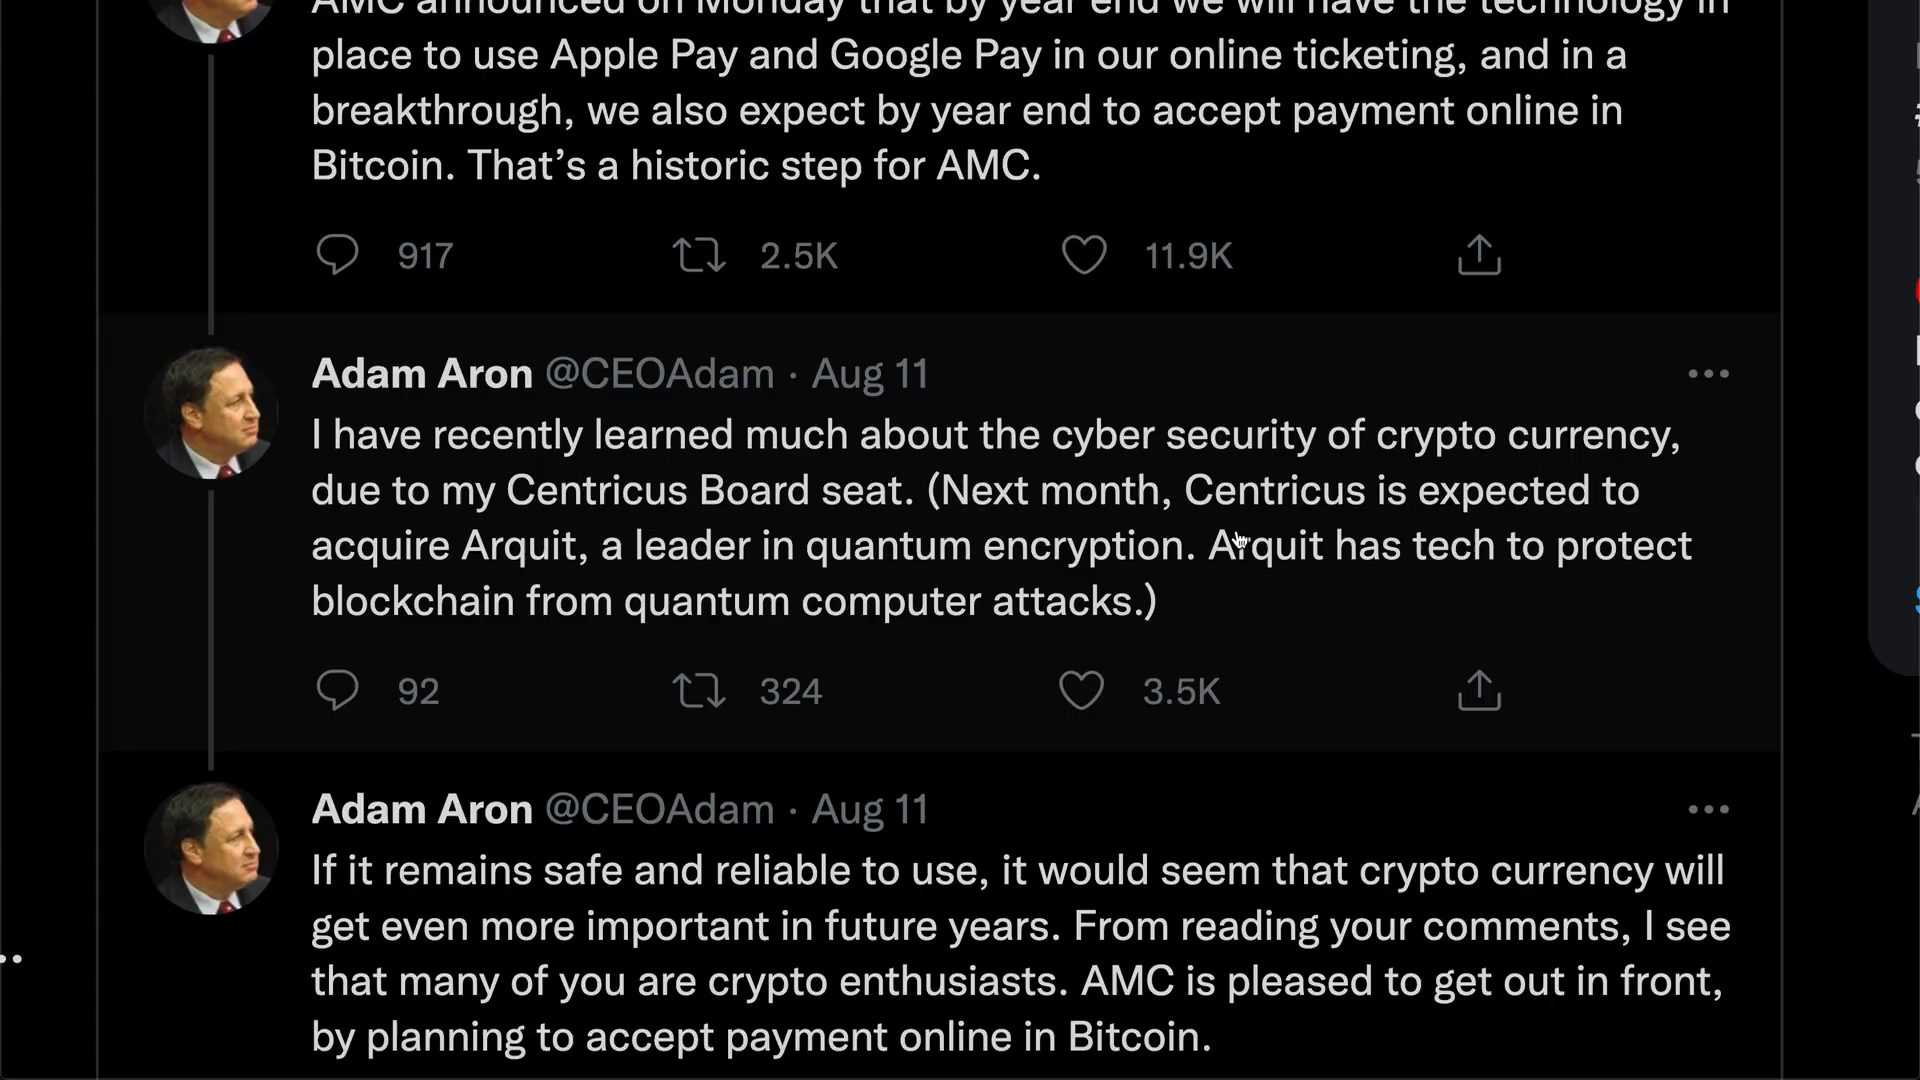 AMC announced on Monday that by year end we will have the technology in
place to use Apple Pay and Google Pay in our online ticketing, and in a
breakthrough, we also expect by year end to accept payment online in
Bitcoin. That’s a historic step for AMC.
917 2.5K 11.9K
Adam Aron @CEOAdam · Aug 11
I have recently learned much about the cyber security of crypto currency,
due to my Centricus Board seat. (Next month, Centricus is expected to
acquire Arquit, a leader in quantum encryption. Arquit has tech to protect
blockchain from quantum computer attacks.)
92 324 3.5K
Adam Aron @CEOAdam · Aug 11
If it remains safe and reliable to use, it would seem that crypto currency will
get even more important in future years. From reading your comments, I see
that many of you are crypto enthusiasts. AMC is pleased to get out in front,
by planning to accept payment online in Bitcoin.